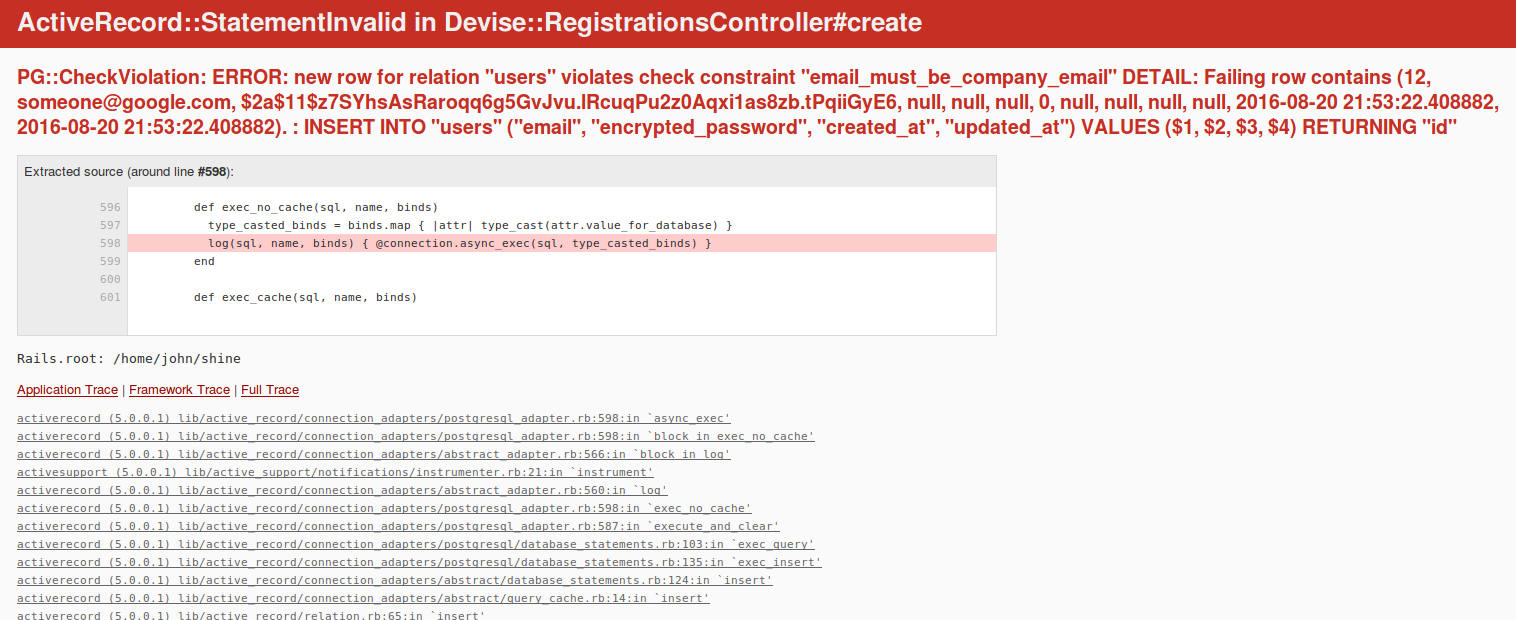 ActiveRecord::StatementInvalid in Devise::RegistrationsController#create
PG::CheckViolation: ERROR: new row for relation "users" violates check constraint "email_must_be_company_email" DETAIL: Failing row contains (12,
someone@google.com, $2a$11$z7SYhsAsRaroqq6g5GvJvu.lRcuqPu2z0Aqxi1as8zb.tPqiiGyE6, null, null, null, 0, null, null, null, null, 2016-08-20 21:53:22.408882,
2016-08-20 21:53:22.408882). : INSERT INTO "users" ("email", "encrypted_password", "created_at", "updated_at") VALUES ($1, $2, $3, $4) RETURNING "id"
Extracted source (around line #598):
596 def exec_no_cache(sql, name, binds)
597 type_casted_binds = binds.map { |attr| type_cast(attr.value_for_database) }
598 log(sql, name, binds) { @connection.async_exec(sql, type_casted_binds) }
599 end
600
601 def exec_cache(sql, name, binds)
Rails.root: /home/john/shine
Application Trace | Framework Trace | Full Trace
activerecord (5.0.0.1) lib/active_record/connection_adapters/postgresql_adapter.rb:598:in `async_exec'
activerecord (5.0.0.1) lib/active_record/connection_adapters/postgresql_adapter.rb:598:in `block in exec_no_cache'
activerecord (5.0.0.1) lib/active_record/connection_adapters/abstract_adapter.rb:566:in `block in log'
activesupport (5.0.0.1) lib/active_support/notifications/instrumenter.rb:21:in `instrument'
activerecord (5.0.0.1) lib/active_record/connection_adapters/abstract_adapter.rb:560:in `log'
activerecord (5.0.0.1) lib/active_record/connection_adapters/postgresql_adapter.rb:598:in `exec_no_cache'
activerecord (5.0.0.1) lib/active_record/connection_adapters/postgresql_adapter.rb:587:in `execute_and_clear'
activerecord (5.0.0.1) lib/active_record/connection_adapters/postgresql/database_statements.rb:103:in `exec_query'
activerecord (5.0.0.1) lib/active_record/connection_adapters/postgresql/database_statements.rb:135:in `exec_insert'
activerecord (5.0.0.1) lib/active_record/connection_adapters/abstract/database_statements.rb:124:in `insert'
activerecord (5.0.0.1) lib/active_record/connection_adapters/abstract/query_cache.rb:14:in `insert'
activerecord (5.0.0.1) lib/active_record/relation.rb:65:in `insert'